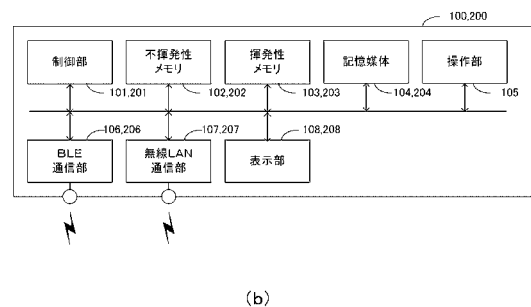 100,200
制御部
不揮発性
メモリ
揮発性
メモリ
記憶媒体
操作部
101,201
102,202
103,203
104,204
105
106,206
107,207
108,208
BLE
通信部
無線LAN
通信部
表示部
(b)